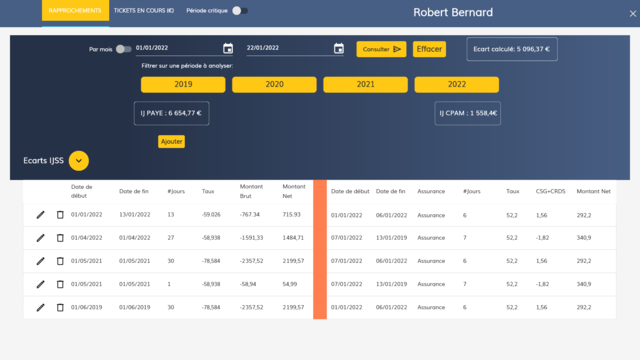 RAPPROCHEMENTS TICKETS EN COURS Période critique Robert Bernard
Par mois 01/01/2022 22/01/2022 Consulter Effacer Ecart calculé: 5 096,37 €
Filtrer sur une période à analyser:
2019 2020 2021 2022
IJ PAYE : 6 654,77 € IJ CPAM : 1 558,4€
Ajouter
Ecarts IJSS
Date de début Date de fin #Jours Taux Montant Brut Montant Net Date de début Date de fin Assurance #Jours Taux CSG+CRDS Montant Net
01/01/2022 13/01/2022 13 -59.026 -767.34 715.93 01/01/2022 06/01/2022 Assurance 6 52,2 1,56 292,2
01/04/2022 01/04/2022 27 -58,938 -1591,33 1484,71 07/01/2022 13/01/2019 Assurance 7 52,2 -1,82 340,9
01/05/2021 01/05/2021 30 -78,584 -2357,52 2199,57 07/01/2022 06/01/2022 Assurance 6 52,2 1,56 292,2
01/05/2021 01/05/2021 1 -58,938 -58,94 54,99 07/01/2022 13/01/2019 Assurance 7 52,2 -1,82 340,9
01/06/2019 01/06/2019 30 -78,584 -2357,52 2199,57 01/01/2022 06/01/2022 Assurance 6 52,2 1,56 292,2